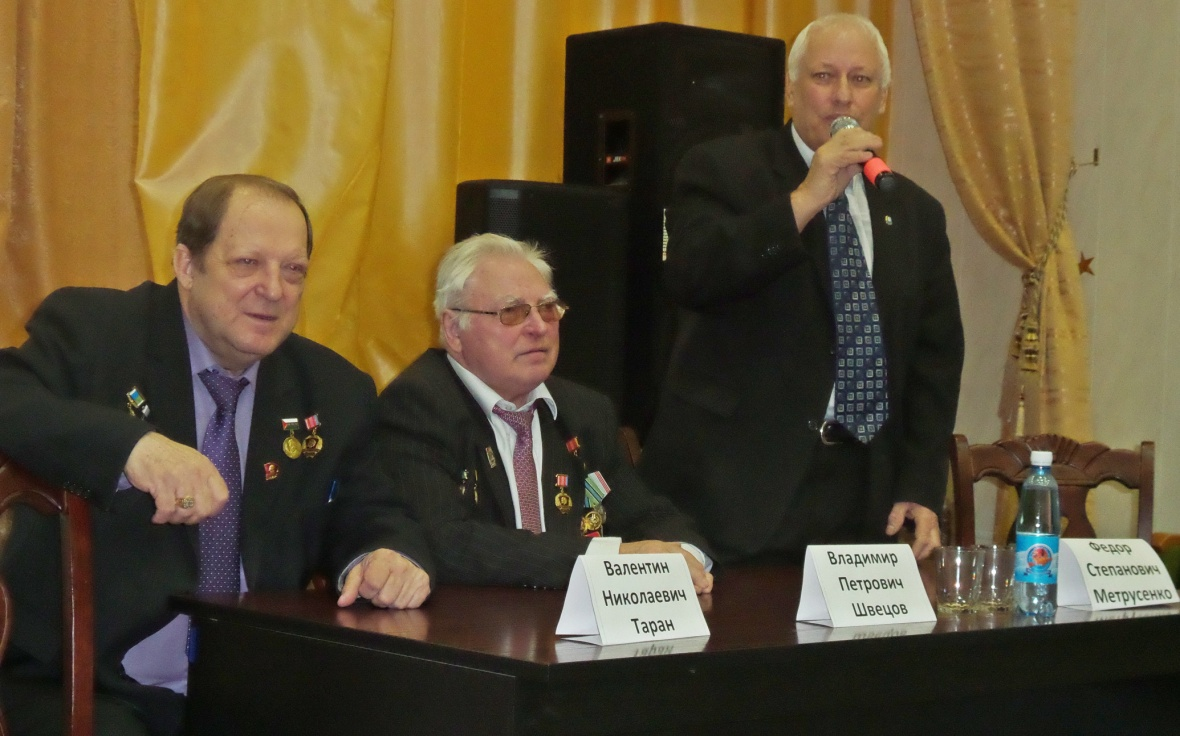 Валентин
Николаевич
Таран
Владимир
Петрович
Швецов
Федор
Степанович
Метрусенко